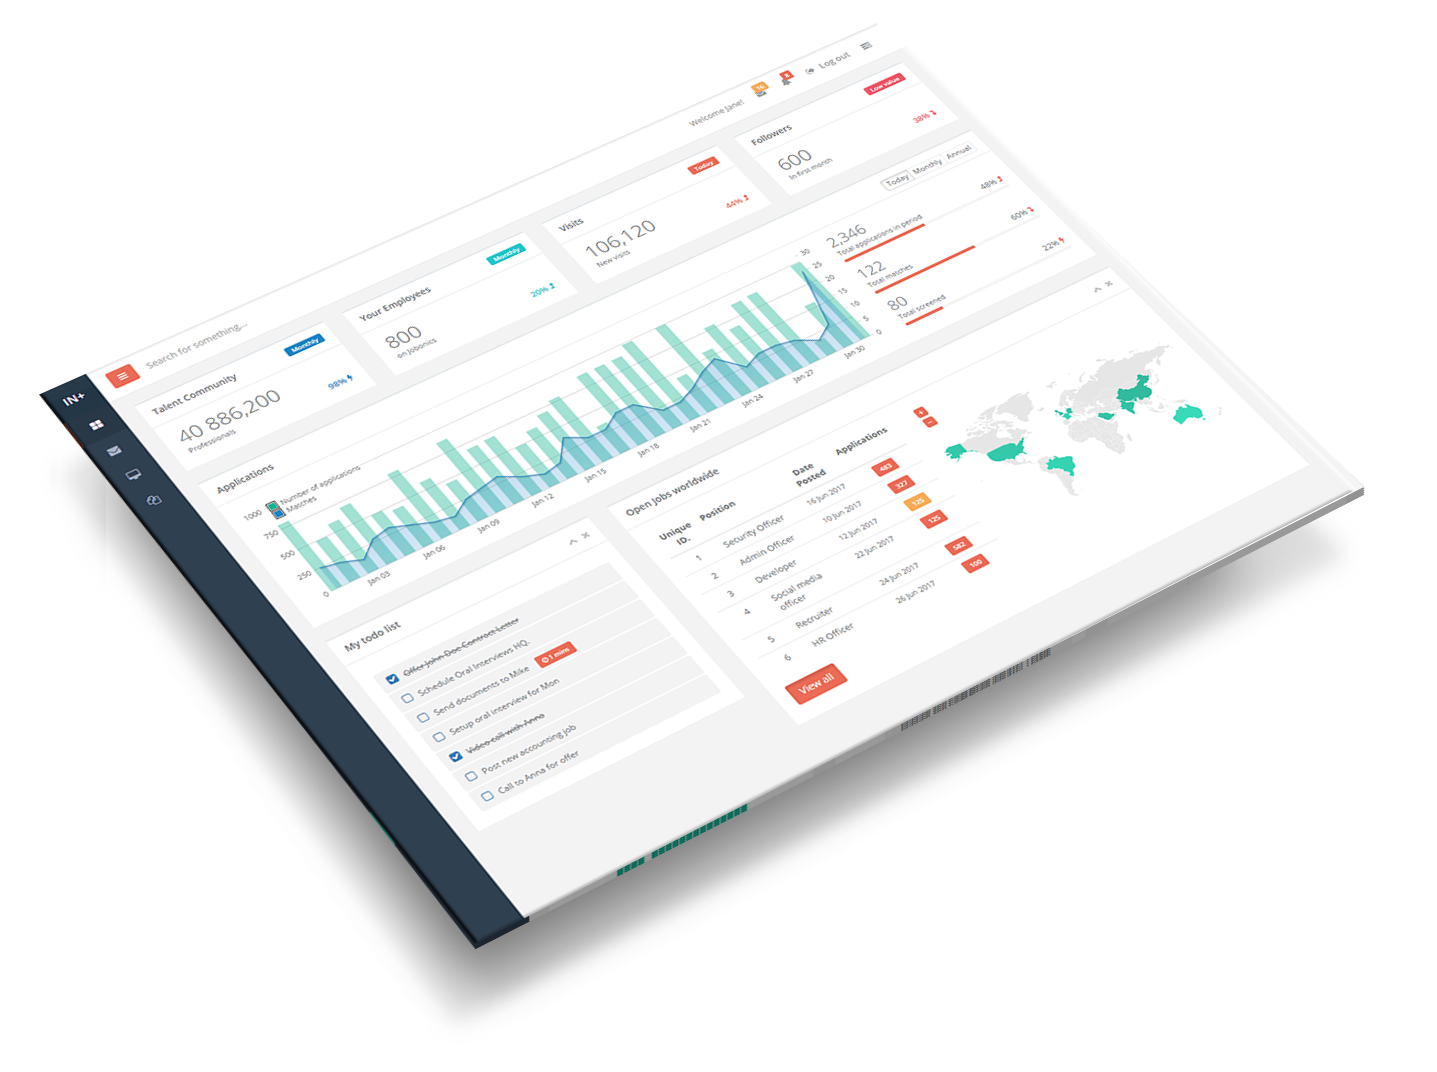 IN+
Search for something...
Welcome Jane!
16
8
Log out
Talent Community
Monthly
40 886,200
98%
Professionals
Your Employees
Monthly
800
20%
on Jobonics
Visits
Today
106,120
44%
New visits
Followers
Low value
600
38%
In first month
Applications
Today
Monthly
Annual
Number of applications
Matches
1000
750
500
250
0
Jan 03
Jan 06
Jan 09
Jan 12
Jan 15
Jan 18
Jan 21
Jan 24
Jan 27
Jan 30
30
25
20
15
10
5
0
2,346
Total applications in period
48%
122
Total matches
60%
80
Total screened
22%
My todo list
Offer John Doe Contract Letter
Schedule Oral Interviews HQ.
Send documents to Mike
1 mins
Setup oral interview for Mon
Video call with Anna
Post new accounting job
Call to Anna for offer
Open Jobs worldwide
Unique ID.
Position
Date Posted
Applications
1 Security Officer 16 Jun 2017 483
2 Admin Officer 10 Jun 2017 327
3 Developer 12 Jun 2017 125
4 Social media officer 22 Jun 2017 125
5 Recruiter 24 Jun 2017 582
6 HR Officer 26 Jun 2017 100
View all
+
−